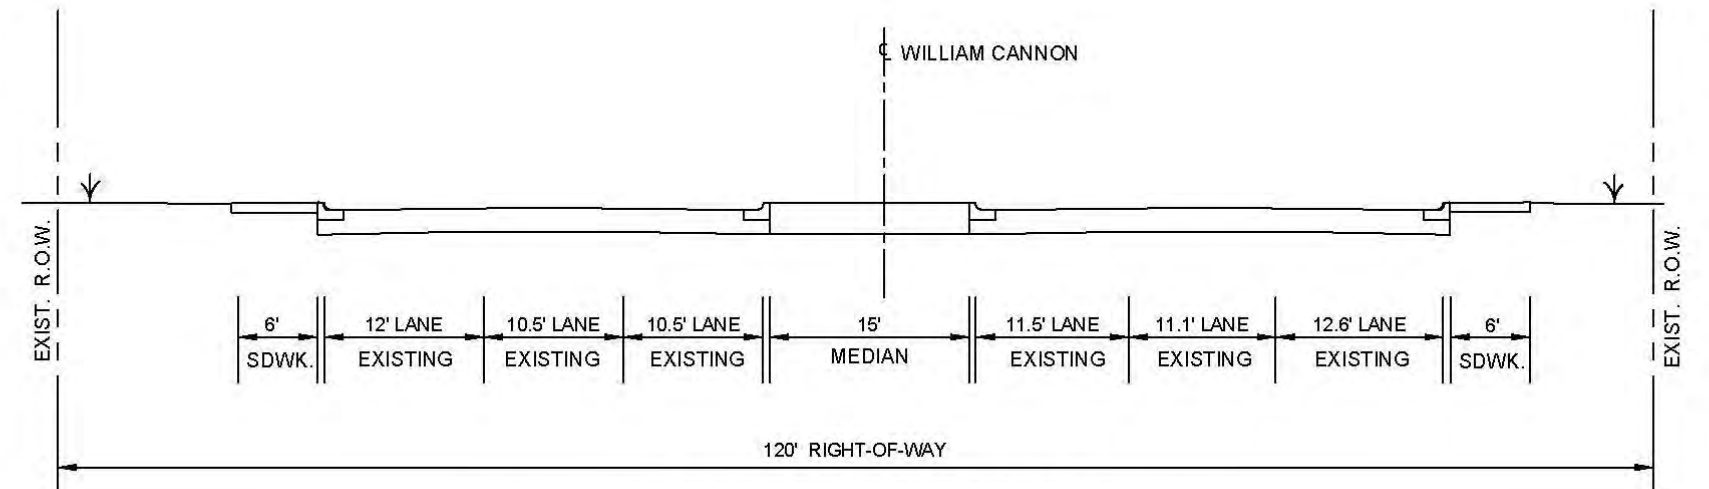 ℄ WILLIAM CANNON
EXIST. R.O.W.
EXIST. R.O.W.
6' 12' LANE 10.5' LANE 10.5' LANE 15' 11.5' LANE 11.1' LANE 12.6' LANE 6'
SDWK. EXISTING EXISTING EXISTING MEDIAN EXISTING EXISTING EXISTING SDWK.
120' RIGHT-OF-WAY